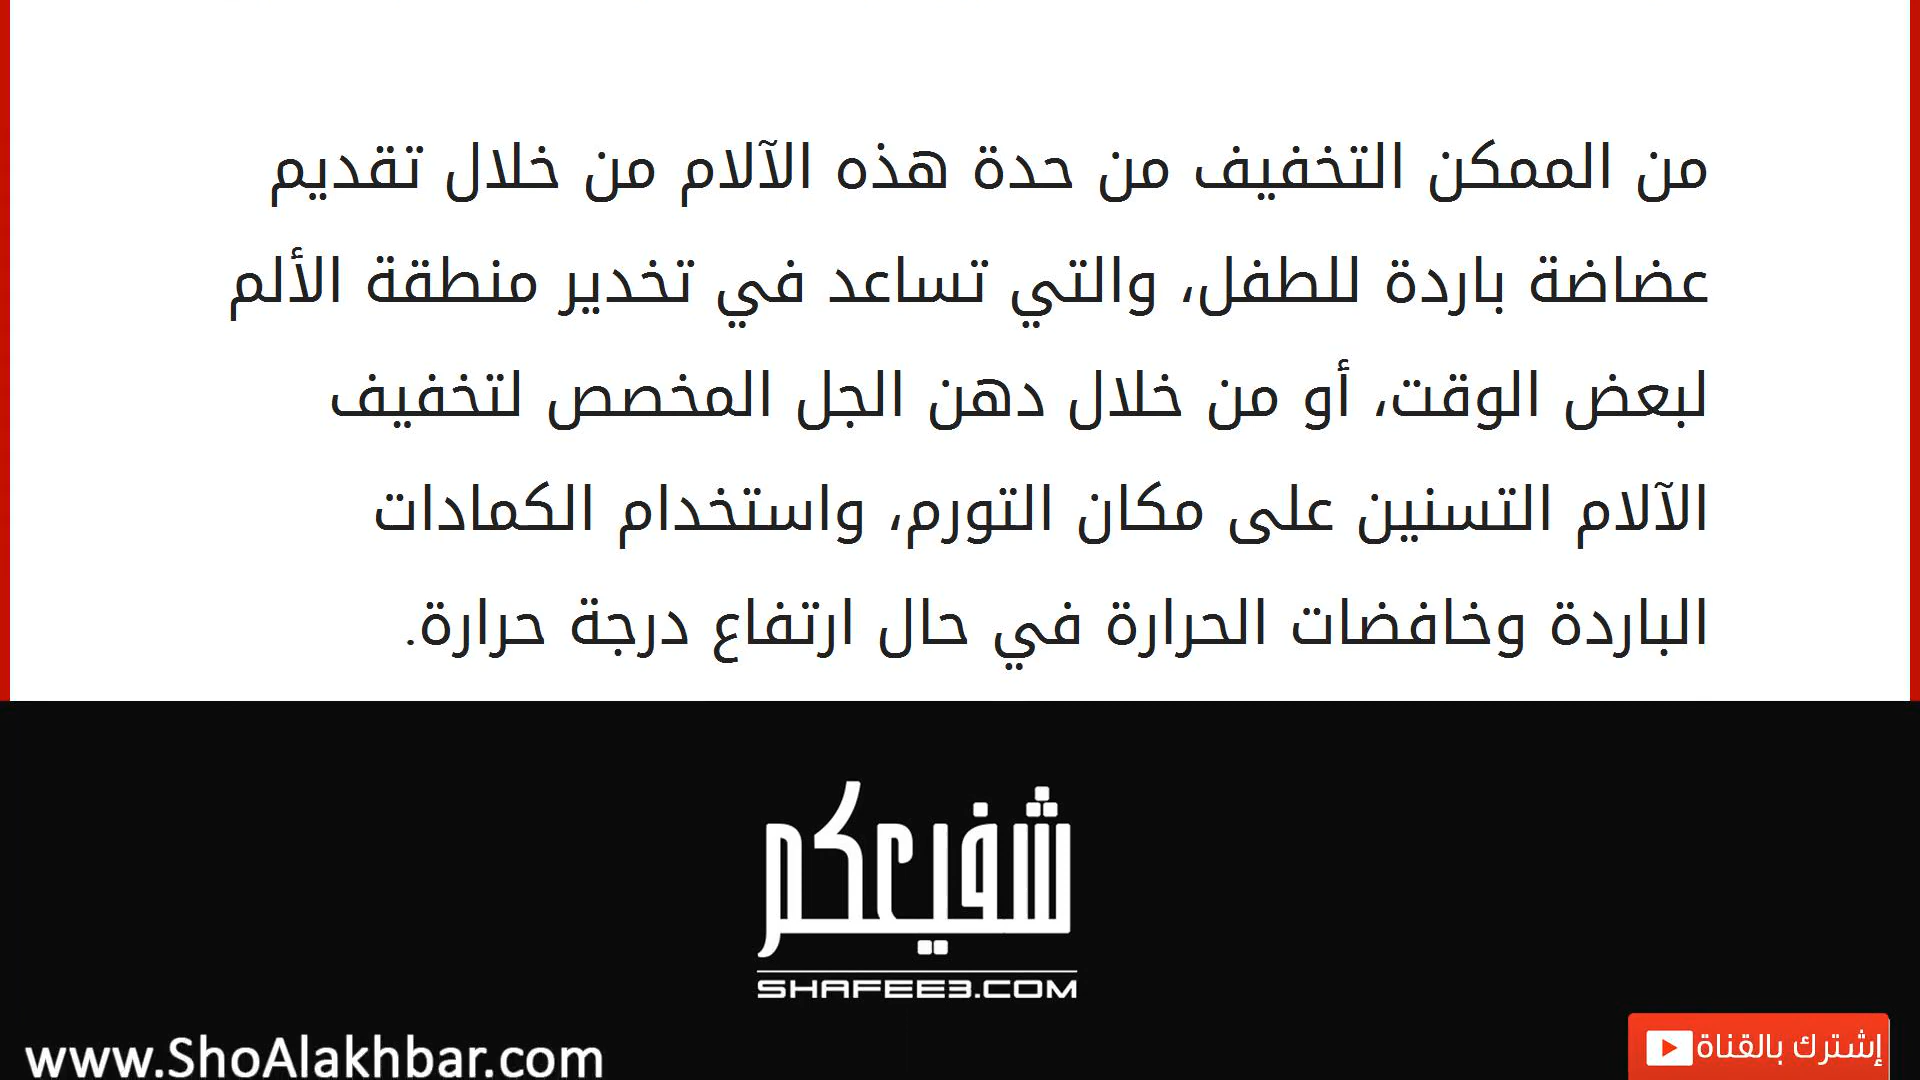 من الممكن التخفيف من حدة هذه الآلام من خلال تقديم
عضاضة باردة للطفل، والتي تساعد في تخدير منطقة الألم
لبعض الوقت، أو من خلال دهن الجل المخصص لتخفيف
الآلام التسنين على مكان التورم، واستخدام الكمادات
الباردة وخافضات الحرارة في حال ارتفاع درجة حرارة.
شفيعكم
SHAFEE3.COM
www.ShoAlakhbar.com
إشترك بالقناة